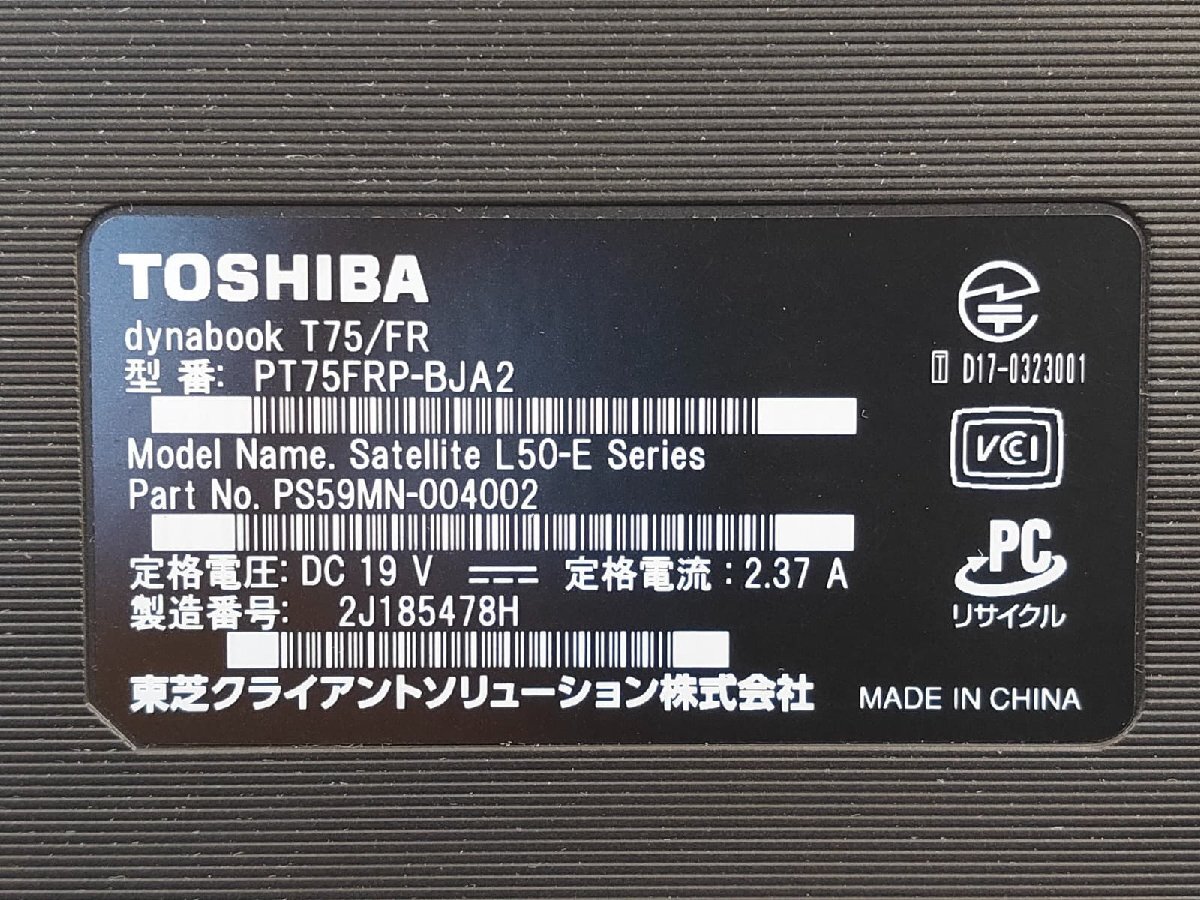 TOSHIBA
dynabook T75/FR
型 番: PT75FRP-BJA2
Model Name. Satellite L50-E Series
Part No. PS59MN-004002
定格電圧: DC 19 V 定格電流 : 2.37 A
製造番号: 2J185478H
東芝クライアントソリューション株式会社
MADE IN CHINA
T D17-0323001
VCCI
PC
リサイクル